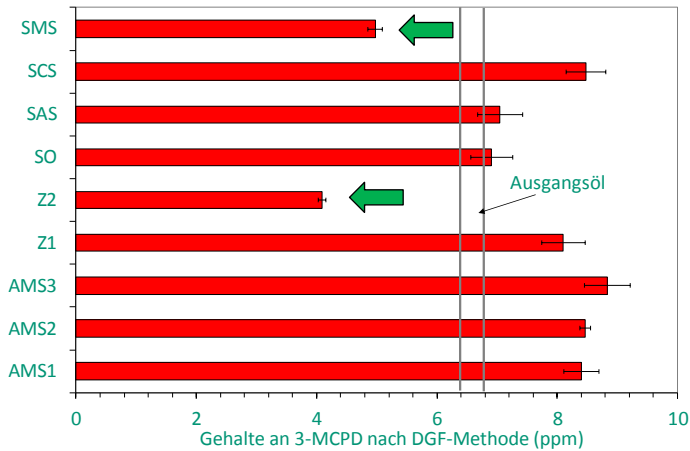 SMS
SCS
SAS
SO
Z2
Ausgangsöl
Z1
AMS3
AMS2
AMS1
0 2 4 6 8 10
Gehalte an 3-MCPD nach DGF-Methode (ppm)